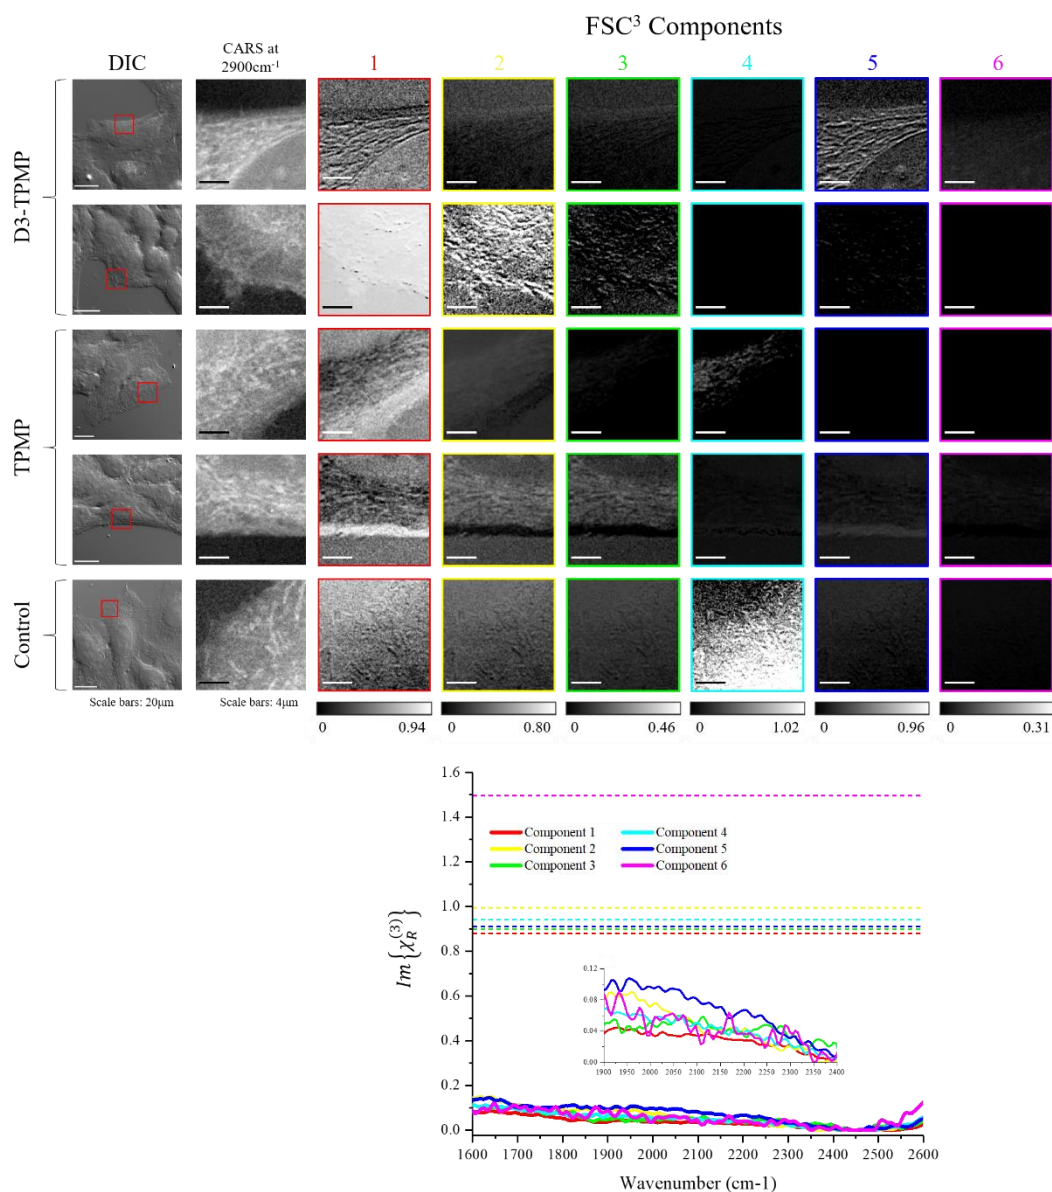 FSC³ Components
DIC
CARS at
2900cm⁻¹
1
2
3
4
5
6
D3-TPMP
TPMP
Control
Scale bars: 20μm
Scale bars: 4μm
0 0.94
0 0.80
0 0.46
0 1.02
0 0.96
0 0.31
1.6
1.4
1.2
1.0
0.8
0.6
0.4
0.2
0.0
Im{χ_R^(3)}
Component 1
Component 2
Component 3
Component 4
Component 5
Component 6
0.12
0.08
0.04
0.00
1900 1950 2000 2050 2100 2150 2200 2250 2300 2350 2400
1600 1700 1800 1900 2000 2100 2200 2300 2400 2500 2600
Wavenumber (cm-1)